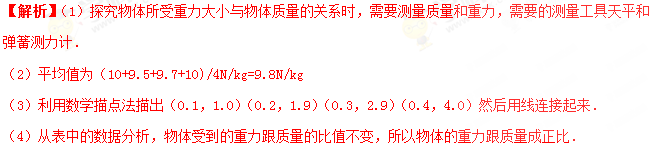 【解析】（1）探究物体所受重力大小与物体质量的关系时，需要测量质量和重力，需要的测量工具天平和
弹簧测力计．
（2）平均值为（10+9.5+9.7+10）/4N/kg=9.8N/kg
（3）利用数学描点法描出（0.1，1.0）（0.2，1.9）（0.3，2.9）（0.4，4.0）然后用线连接起来．
（4）从表中的数据分析，物体受到的重力跟质量的比值不变，所以物体的重力跟质量成正比．